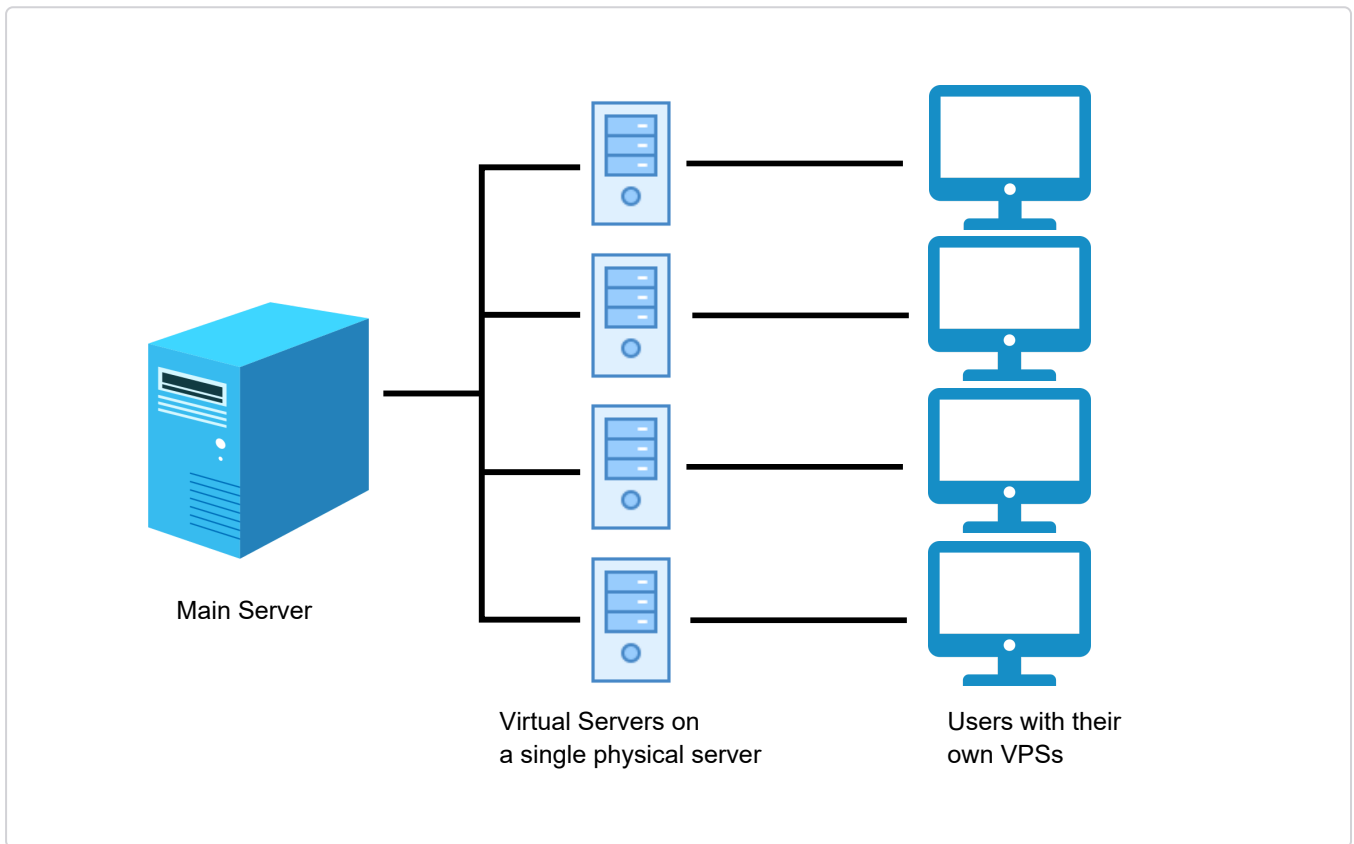 Main Server
Virtual Servers on
a single physical server
Users with their
own VPSs